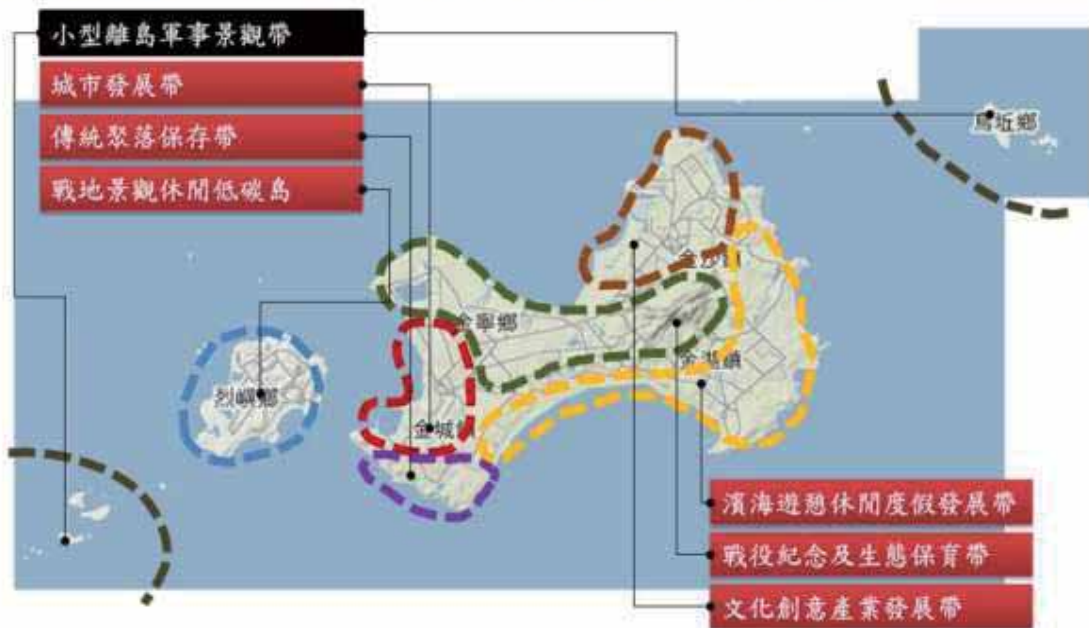 小型離島軍事景觀帶
城市發展帶
傳統聚落保存帶
戰地景觀休閒低碳島
烏坵鄉
金沙鎮
金寧鄉
金湖鎮
烈嶼鄉
金城鎮
濱海遊憩休閒度假發展帶
戰役紀念及生態保育帶
文化創意產業發展帶